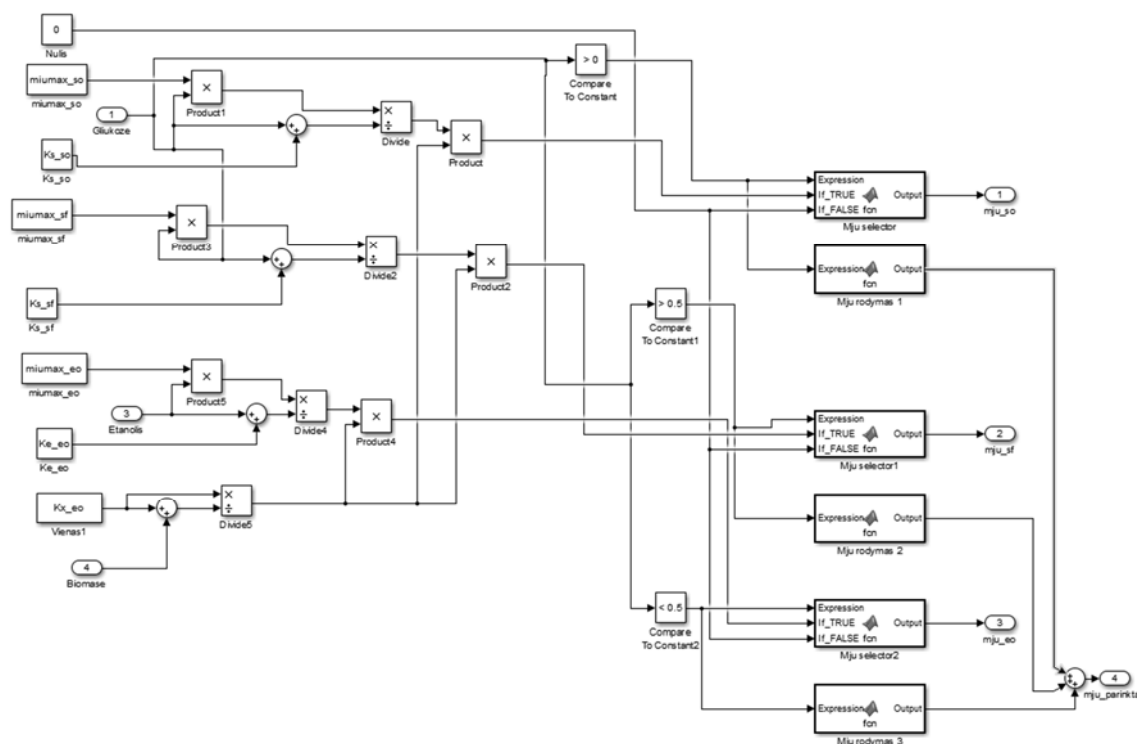 0
Nulis
miumax_so
miumax_so
×
Product1
1
Gliukoze
Ks_so
Ks_so
++
×
÷
Divide
×
Product
> 0
Compare
To Constant
Expression
If_TRUE
If_FALSE fcn
Output
Mju selector
1
mju_so
Expression
Output
fcn
Mju rodymas 1
miumax_sf
miumax_sf
×
Product3
Ks_sf
Ks_sf
++
×
÷
Divide2
×
Product2
> 0.5
Compare
To Constant1
miumax_eo
miumax_eo
×
Product5
3
Etanolis
Ke_eo
Ke_eo
++
×
÷
Divide4
×
Product4
Expression
If_TRUE
If_FALSE fcn
Output
Mju selector1
2
mju_sf
Kx_eo
Vienas1
++
×
÷
Divide5
4
Biomase
Expression
Output
fcn
Mju rodymas 2
< 0.5
Compare
To Constant2
Expression
If_TRUE
If_FALSE fcn
Output
Mju selector2
3
mju_eo
Expression
Output
fcn
Mju rodymas 3
+++
4
mju_parinkta